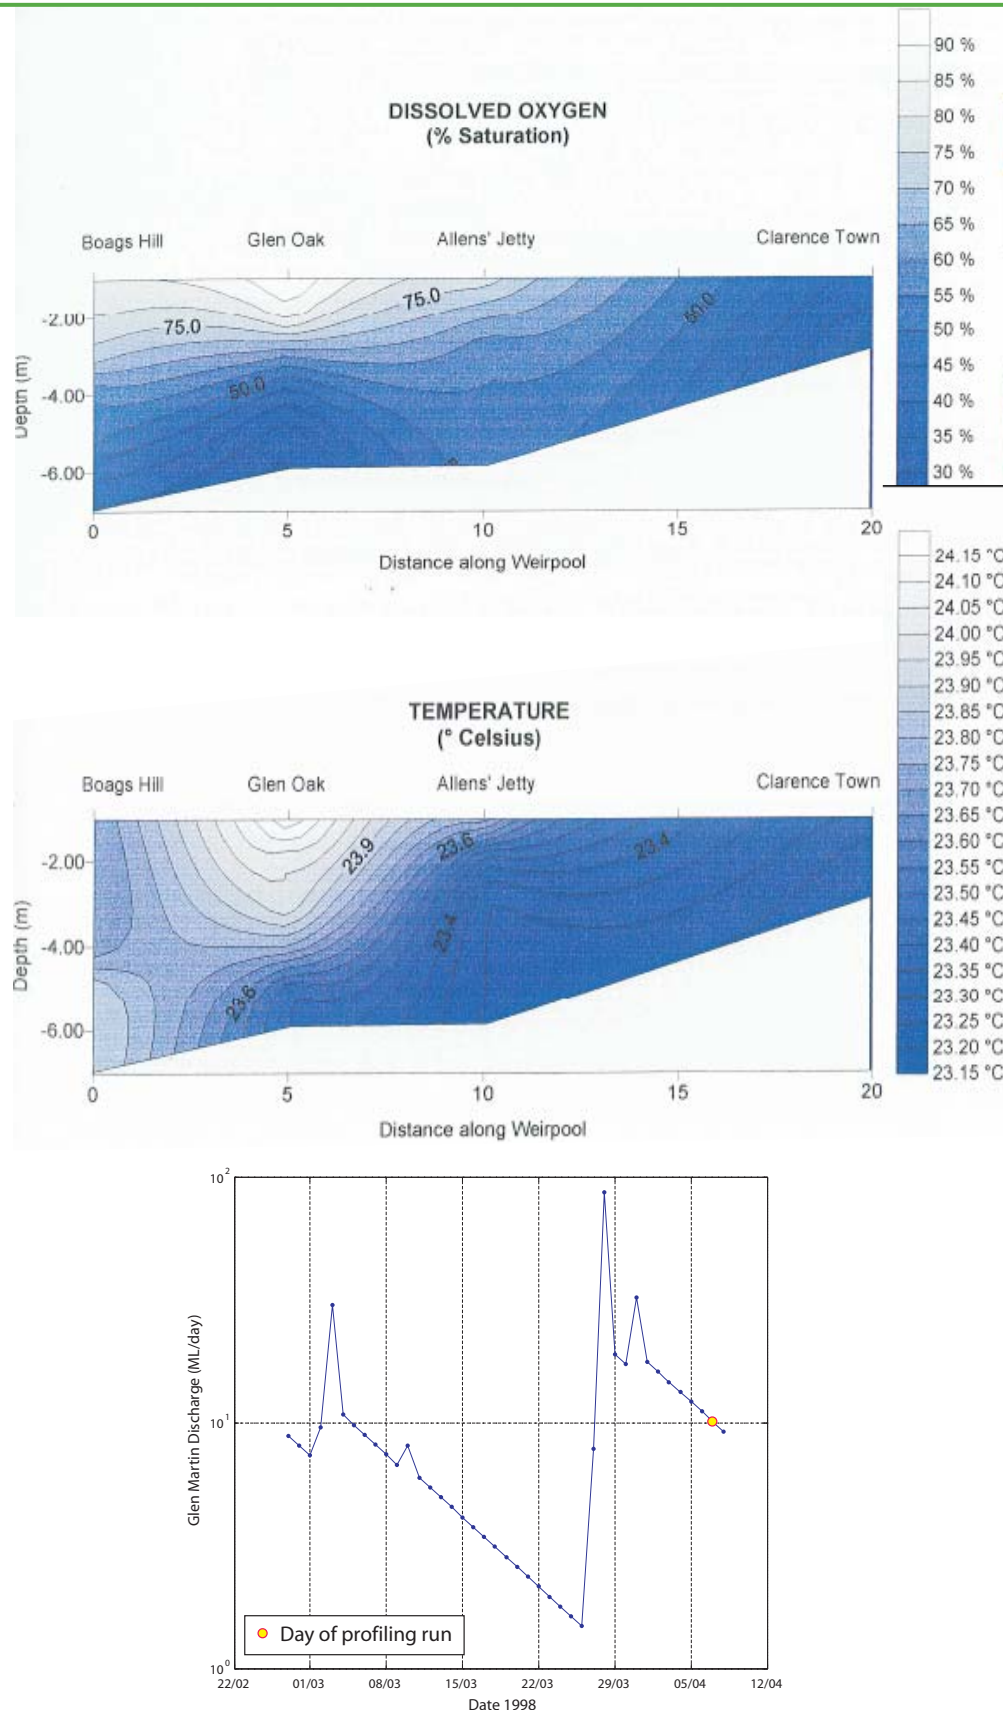 DISSOLVED OXYGEN
(% Saturation)
Boags Hill Glen Oak Allens' Jetty Clarence Town
90 %
85 %
80 %
75 %
70 %
65 %
60 %
55 %
50 %
45 %
40 %
35 %
30 %
75.0
75.0
50.0
50.0
Depth (m)
-2.00
-4.00
-6.00
0 5 10 15 20
Distance along Weirpool
TEMPERATURE
(° Celsius)
Boags Hill Glen Oak Allens' Jetty Clarence Town
24.15 °C
24.10 °C
24.05 °C
24.00 °C
23.95 °C
23.90 °C
23.85 °C
23.80 °C
23.75 °C
23.70 °C
23.65 °C
23.60 °C
23.55 °C
23.50 °C
23.45 °C
23.40 °C
23.35 °C
23.30 °C
23.25 °C
23.20 °C
23.15 °C
23.9
23.6
23.4
23.4
23.6
Depth (m)
-2.00
-4.00
-6.00
0 5 10 15 20
Distance along Weirpool
Glen Martin Discharge (ML/day)
10²
10¹
10⁰
Day of profiling run
22/02 01/03 08/03 15/03 22/03 29/03 05/04 12/04
Date 1998